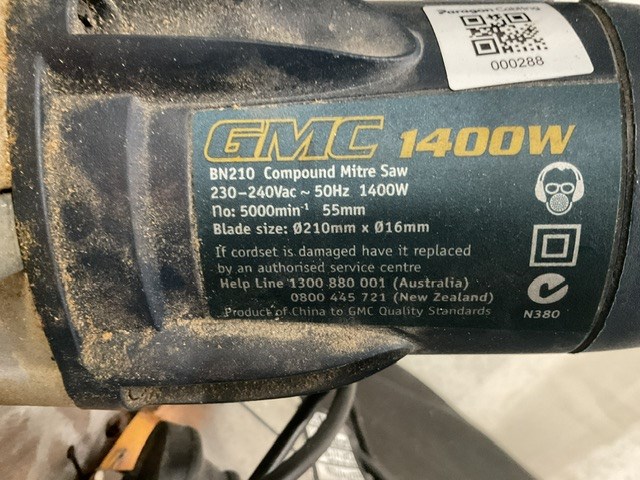 Paragon Cabling
000288
GMC 1400W
BN210 Compound Mitre Saw
230-240Vac ~ 50Hz 1400W
no: 5000min⁻¹ 55mm
Blade size: Ø210mm x Ø16mm
If cordset is damaged have it replaced
by an authorised service centre
Help Line 1300 880 001 (Australia)
0800 445 721 (New Zealand)
Product of China to GMC Quality Standards
N380